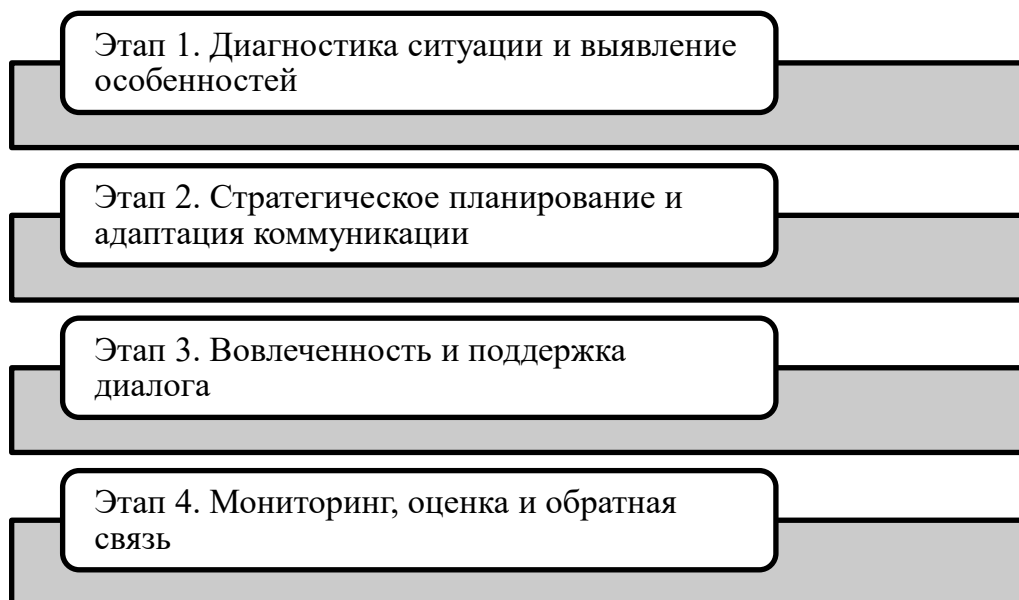 Этап 1. Диагностика ситуации и выявление
особенностей
Этап 2. Стратегическое планирование и
адаптация коммуникации
Этап 3. Вовлеченность и поддержка
диалога
Этап 4. Мониторинг, оценка и обратная
связь